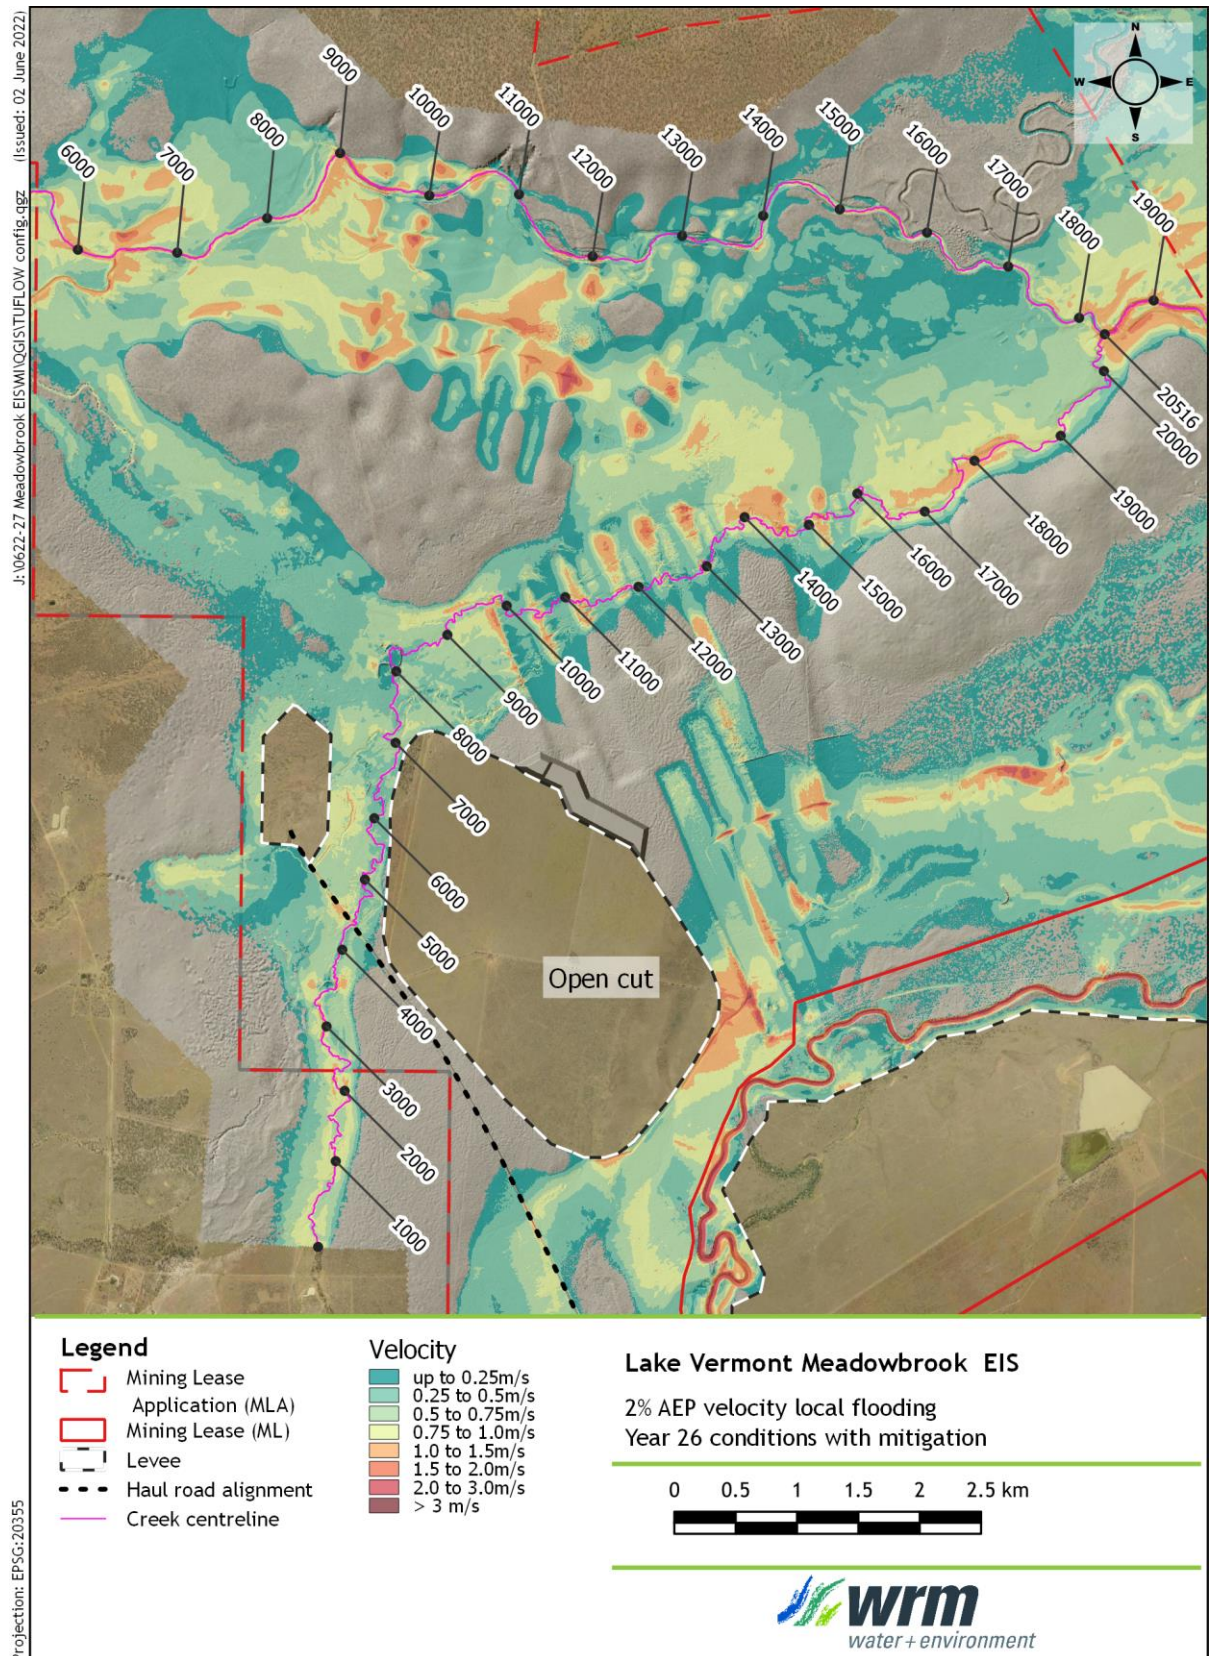 J:\0622-27 Meadowbrook EIS\MI\QGIS\TUFLOW config.qgz (Issued: 02 June 2022)
Projection: EPSG:20355
N
W
E
S
6000
7000
8000
9000
10000
11000
12000
13000
14000
15000
16000
17000
18000
19000
20516
20000
19000
18000
17000
16000
15000
14000
13000
12000
11000
10000
9000
8000
7000
6000
5000
4000
3000
2000
1000
Open cut
Legend
Mining Lease
Application (MLA)
Mining Lease (ML)
Levee
Haul road alignment
Creek centreline
Velocity
up to 0.25m/s
0.25 to 0.5m/s
0.5 to 0.75m/s
0.75 to 1.0m/s
1.0 to 1.5m/s
1.5 to 2.0m/s
2.0 to 3.0m/s
> 3 m/s
Lake Vermont Meadowbrook EIS
2% AEP velocity local flooding
Year 26 conditions with mitigation
0 0.5 1 1.5 2 2.5 km
wrm
water + environment